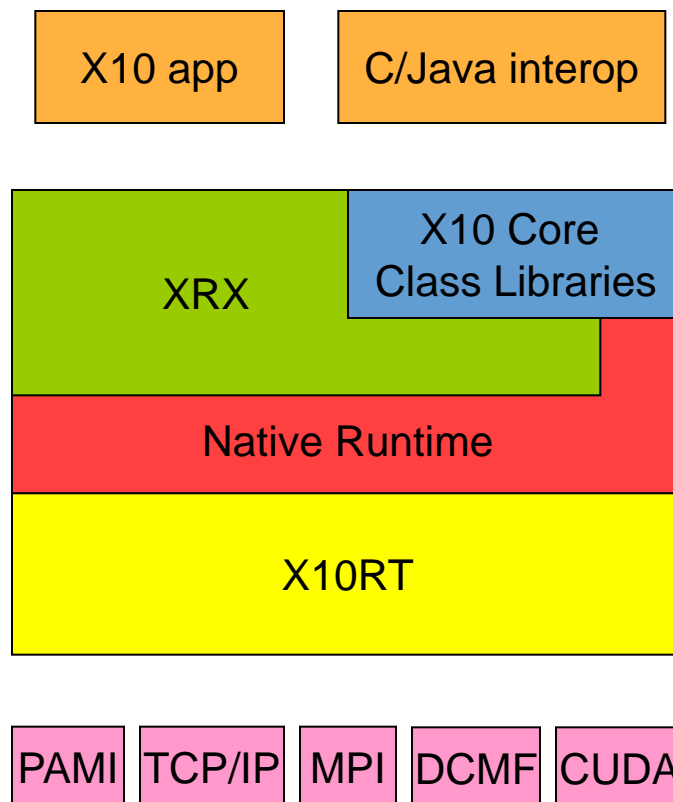 X10 app
C/Java interop
X10 Core
Class Libraries
XRX
Native Runtime
X10RT
PAMI
TCP/IP
MPI
DCMF
CUDA